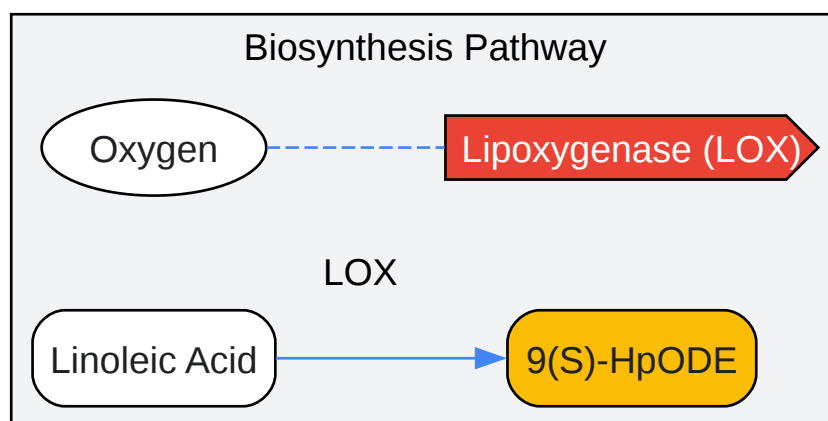 Biosynthesis Pathway
Oxygen
Lipoxygenase (LOX)
LOX
Linoleic Acid
9(S)-HpODE